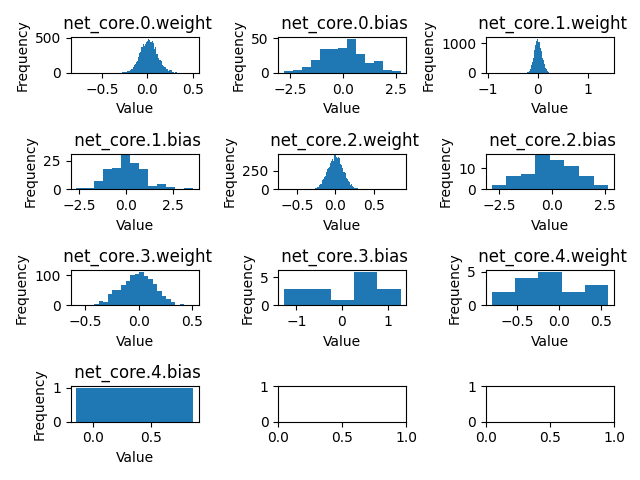 net_core.0.weight
500
0
Frequency
−0.5
0.0
0.5
Value
net_core.0.bias
50
0
Frequency
−2.5
0.0
2.5
Value
net_core.1.weight
1000
0
Frequency
−1
0
1
Value
net_core.1.bias
25
0
Frequency
−2.5
0.0
2.5
Value
net_core.2.weight
250
0
Frequency
−0.5
0.0
0.5
Value
net_core.2.bias
10
0
Frequency
−2.5
0.0
2.5
Value
net_core.3.weight
100
0
Frequency
−0.5
0.0
0.5
Value
net_core.3.bias
5
0
Frequency
−1
0
1
Value
net_core.4.weight
5
0
Frequency
−0.5
0.0
0.5
Value
net_core.4.bias
1
0
Frequency
0.0
0.5
Value
1
0
0.0
0.5
1.0
1
0
0.0
0.5
1.0